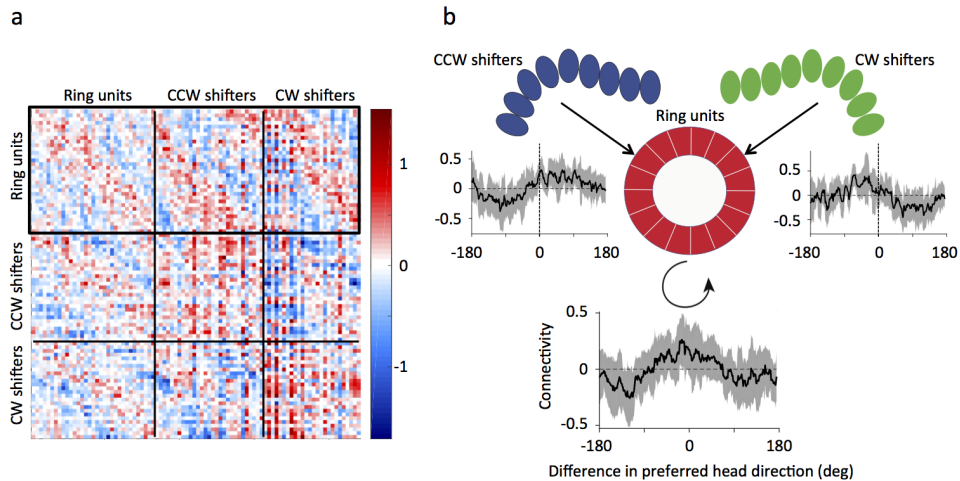 a
Ring units CCW shifters CW shifters
Ring units
CCW shifters
CW shifters
1
0
-1
b
CCW shifters
CW shifters
Ring units
0.5
0
-0.5
-180 0 180
0.5
0
-0.5
-180 0 180
Connectivity
0.5
0
-0.5
-180 0 180
Difference in preferred head direction (deg)